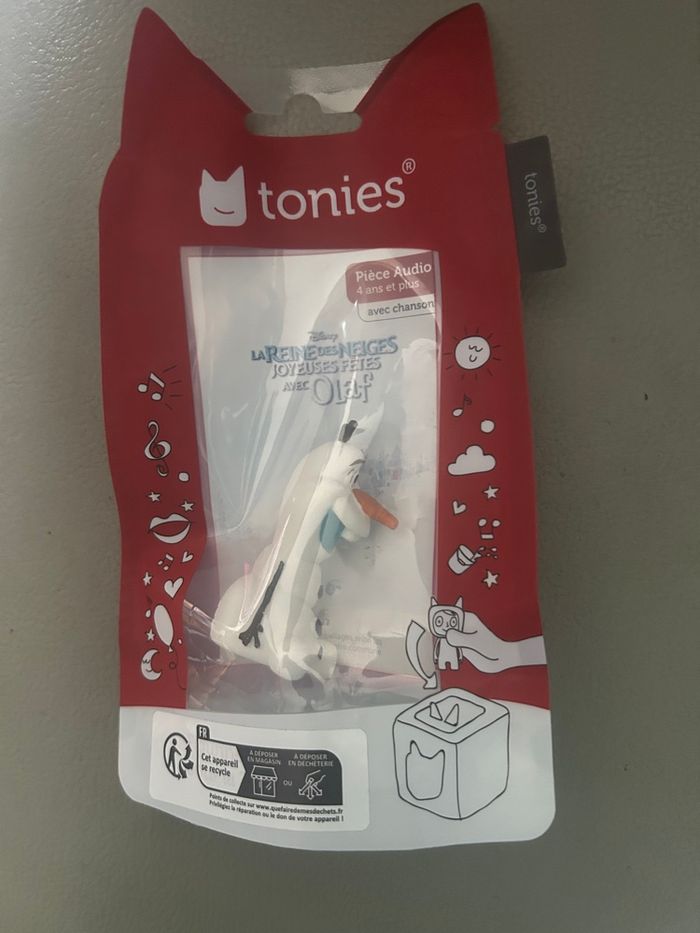 tonies®
tonies®
Pièce Audio
4 ans et plus
avec chanson
Disney
LA REINE DES NEIGES
JOYEUSES FÊTES
AVEC Olaf
FR
Cet appareil
se recycle
À DÉPOSER
EN MAGASIN
OU
À DÉPOSER
EN DÉCHÈTERIE
Points de collecte sur www.quefairedemesdechets.fr
Privilégiez la réparation ou le don de votre appareil !